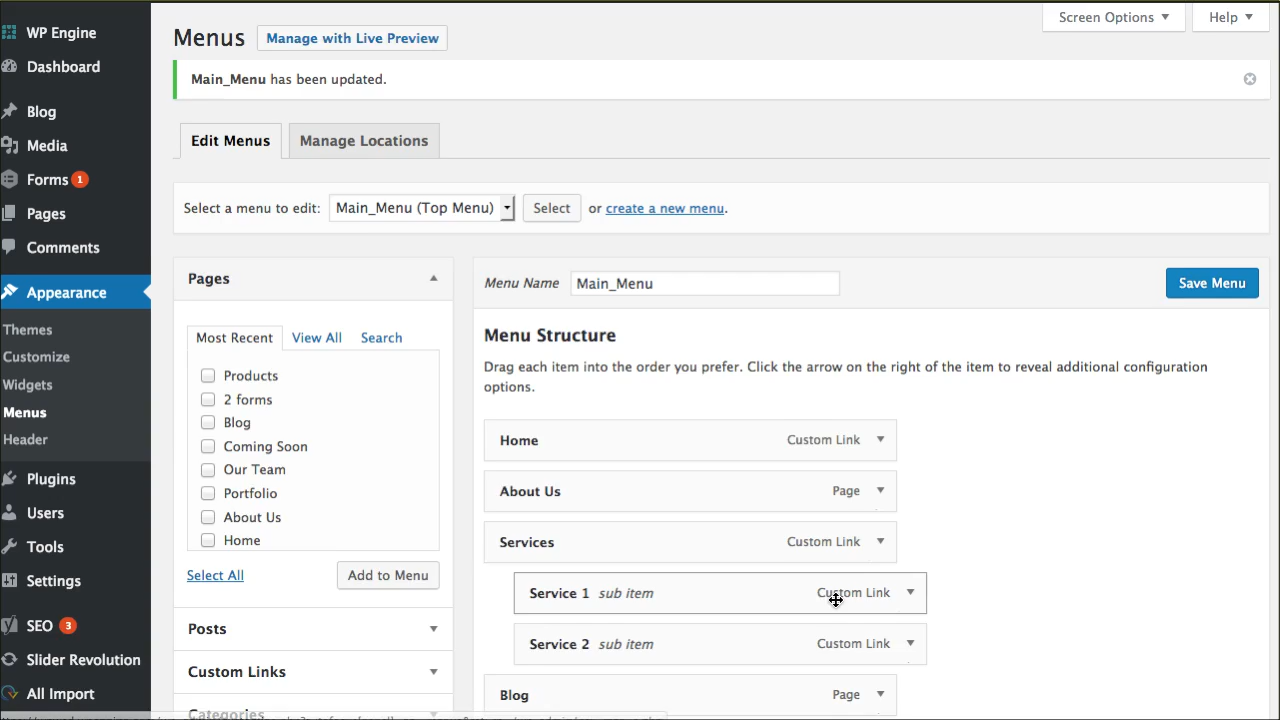 WP Engine
Dashboard
Blog
Media
Forms 1
Pages
Comments
Appearance
Themes
Customize
Widgets
Menus
Header
Plugins
Users
Tools
Settings
SEO 3
Slider Revolution
All Import
Screen Options
Help
Menus
Manage with Live Preview
Main_Menu has been updated.
Edit Menus
Manage Locations
Select a menu to edit: Main_Menu (Top Menu) Select or create a new menu.
Pages
Most Recent View All Search
Products
2 forms
Blog
Coming Soon
Our Team
Portfolio
About Us
Home
Select All
Add to Menu
Posts
Custom Links
Categories
Menu Name Main_Menu
Save Menu
Menu Structure
Drag each item into the order you prefer. Click the arrow on the right of the item to reveal additional configuration
options.
Home Custom Link
About Us Page
Services Custom Link
Service 1 sub item Custom Link
Service 2 sub item Custom Link
Blog Page